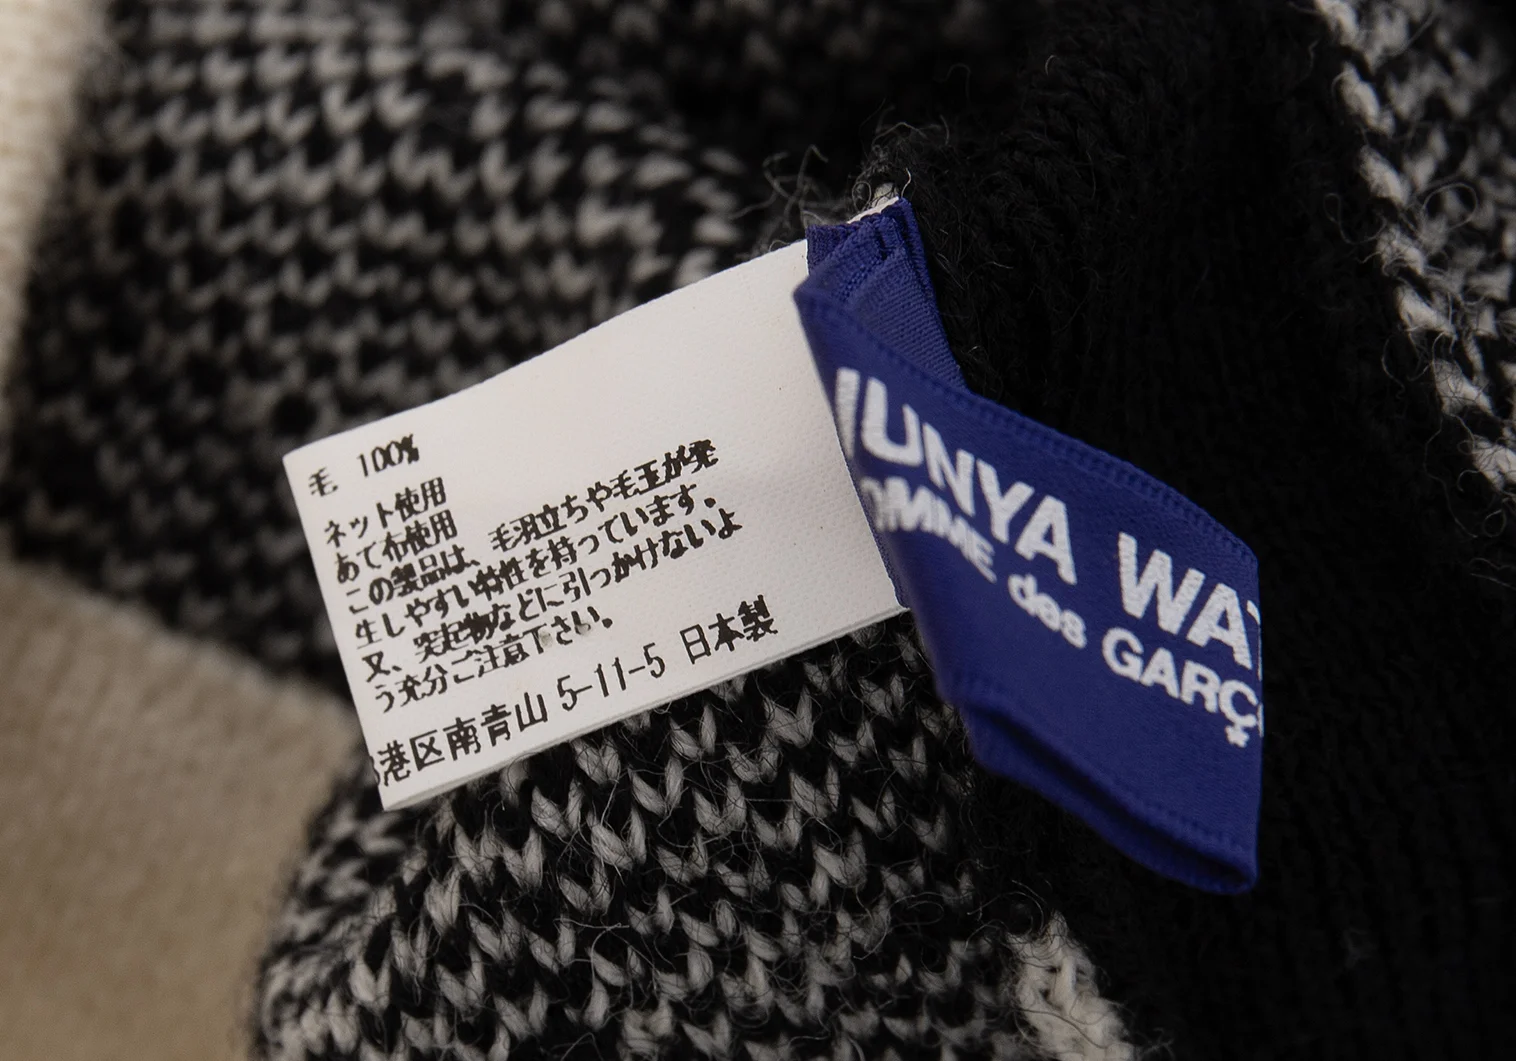 毛 100%
ネット使用
あて布使用
この製品は、毛羽立ちや毛玉が発
生しやすい特性を持っています。
又、突起物などに引っかけないよ
う充分ご注意下さい。
港区南青山 5-11-5 日本製
UNYA WA
OMME des GARÇ